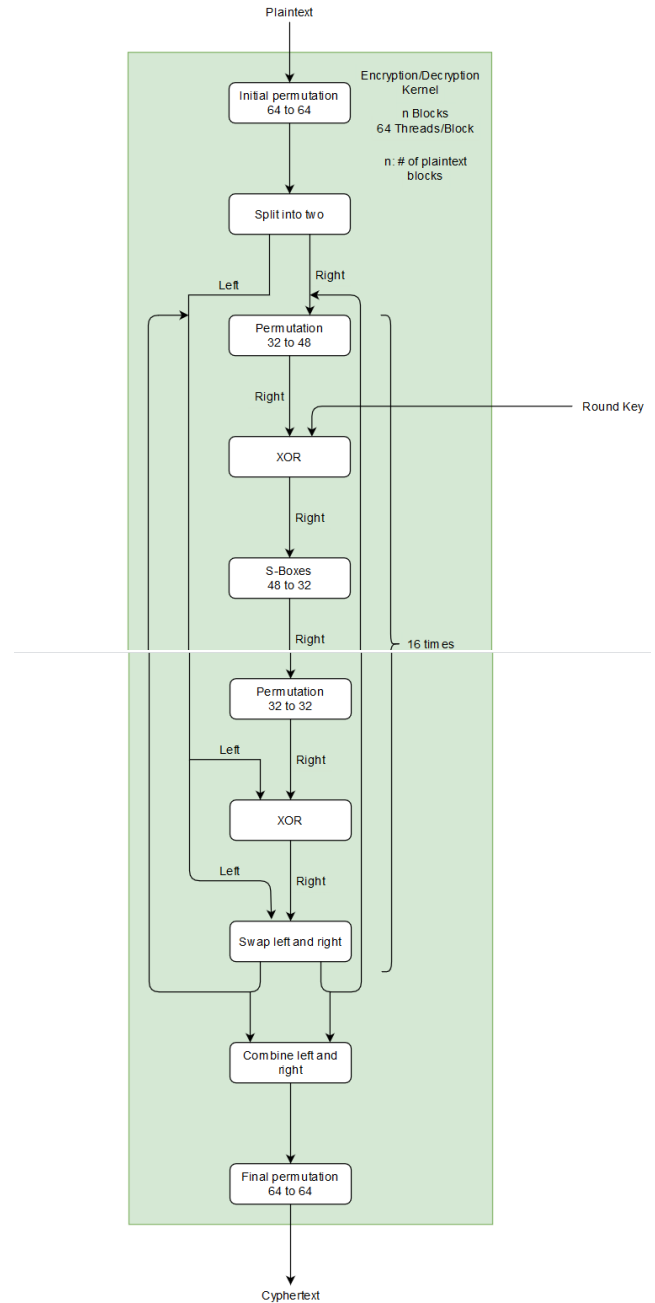 Plaintext
Encryption/Decryption
Kernel
n Blocks
64 Threads/Block
n: # of plaintext
blocks
Initial permutation
64 to 64
Split into two
Left
Right
Permutation
32 to 48
Right
Round Key
XOR
Right
S-Boxes
48 to 32
Right
16 times
Permutation
32 to 32
Left
Right
XOR
Left
Right
Swap left and right
Combine left and
right
Final permutation
64 to 64
Cyphertext